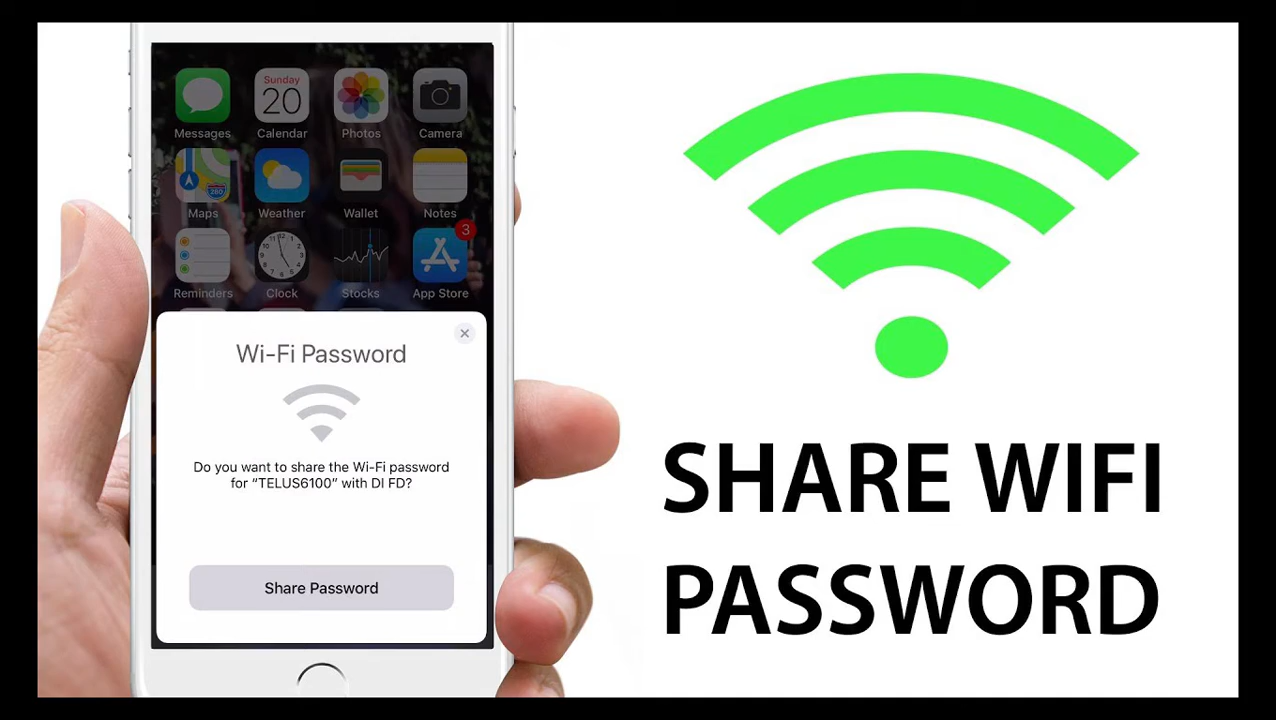 Sunday
20
Messages Calendar Photos Camera
280
Maps Weather Wallet Notes
3
Reminders Clock Stocks App Store
Wi-Fi Password
Do you want to share the Wi-Fi password
for “TELUS6100” with DI FD?
Share Password
SHARE WIFI
PASSWORD